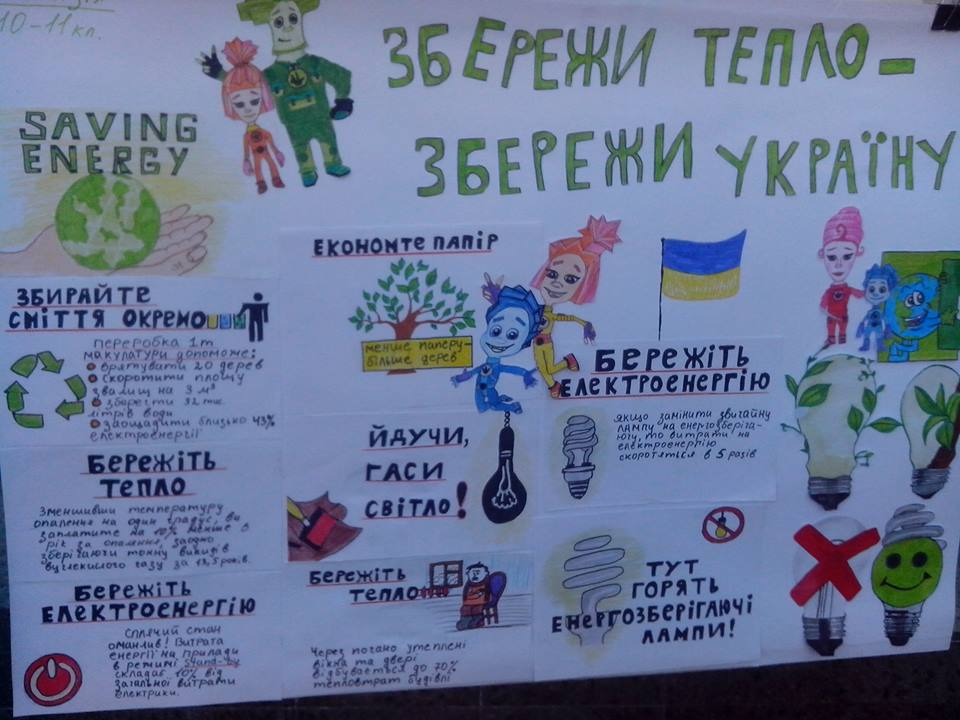 10-11 кл.
ЗБЕРЕЖИ ТЕПЛО –
ЗБЕРЕЖИ УКРАЇНУ
SAVING
ENERGY
ЗБИРАЙТЕ
СМІТТЯ ОКРЕМО
переробка 1т
макулатури допоможе:
врятувати 20 дерев
скоротити площу
звалищ на 3 м³
зберегти 32 тис.
літрів води
заощадити близько 43%
електроенергії
БЕРЕЖІТЬ
ТЕПЛО
Зменшивши температуру
опалення на один градус, ви
заплатите на 10% менше в
рік за опалення, заодно
зберігаючи тонну викидів
вуглекислого газу за 13,5 років.
БЕРЕЖІТЬ
ЕЛЕКТРОЕНЕРГІЮ
Сплячий стан
оманлив! Витрата
енергії на прилади
в режимі Stand-by
складає 10% від
загальної витрати
електрики.
ЕКОНОМТЕ ПАПІР
МЕНШЕ ПАПЕРУ-
БІЛЬШЕ ДЕРЕВ
ЙДУЧИ,
ГАСИ
СВІТЛО!
БЕРЕЖІТЬ
ТЕПЛО
Через погано утеплені
вікна та двері
відбувається до 70%
тепловтрат будівлі
БЕРЕЖІТЬ
ЕЛЕКТРОЕНЕРГІЮ
якщо замінити звичайну
лампу на енергозберіга-
ючу, то витрати на
електроенергію
скоротяться в 5 разів
ТУТ
ГОРЯТЬ
ЕНЕРГОЗБЕРІГАЮЧІ
ЛАМПИ!